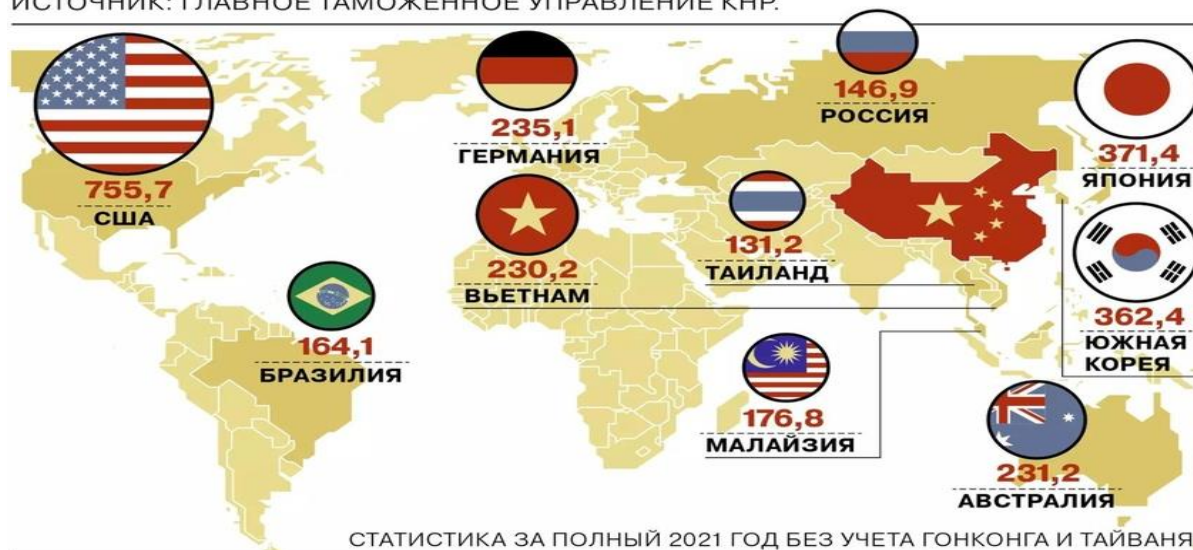 ИСТОЧНИК: ГЛАВНОЕ ТАМОЖЕННОЕ УПРАВЛЕНИЕ КНР.
755,7
США
235,1
ГЕРМАНИЯ
146,9
РОССИЯ
371,4
ЯПОНИЯ
230,2
ВЬЕТНАМ
131,2
ТАИЛАНД
362,4
ЮЖНАЯ
КОРЕЯ
164,1
БРАЗИЛИЯ
176,8
МАЛАЙЗИЯ
231,2
АВСТРАЛИЯ
СТАТИСТИКА ЗА ПОЛНЫЙ 2021 ГОД БЕЗ УЧЕТА ГОНКОНГА И ТАЙВАНЯ